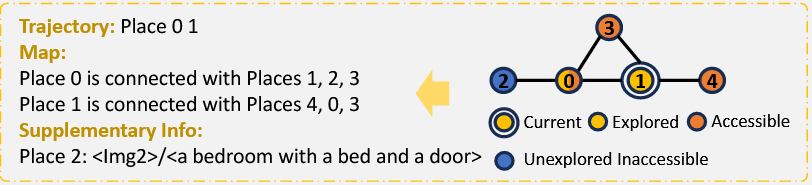 Trajectory: Place 0 1
Map:
Place 0 is connected with Places 1, 2, 3
Place 1 is connected with Places 4, 0, 3
Supplementary Info:
Place 2: <Img2>/<a bedroom with a bed and a door>
3
2 0 1 4
Current Explored Accessible
Unexplored Inaccessible